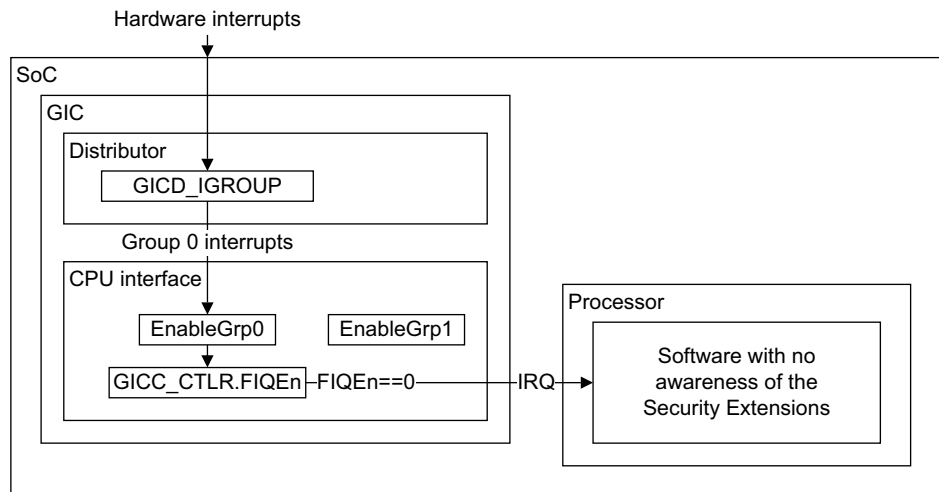 Hardware interrupts
SoC
GIC
Distributor
GICD_IGROUP
Group 0 interrupts
CPU interface
EnableGrp0
EnableGrp1
GICC_CTLR.FIQEn
FIQEn==0
IRQ
Processor
Software with no
awareness of the
Security Extensions